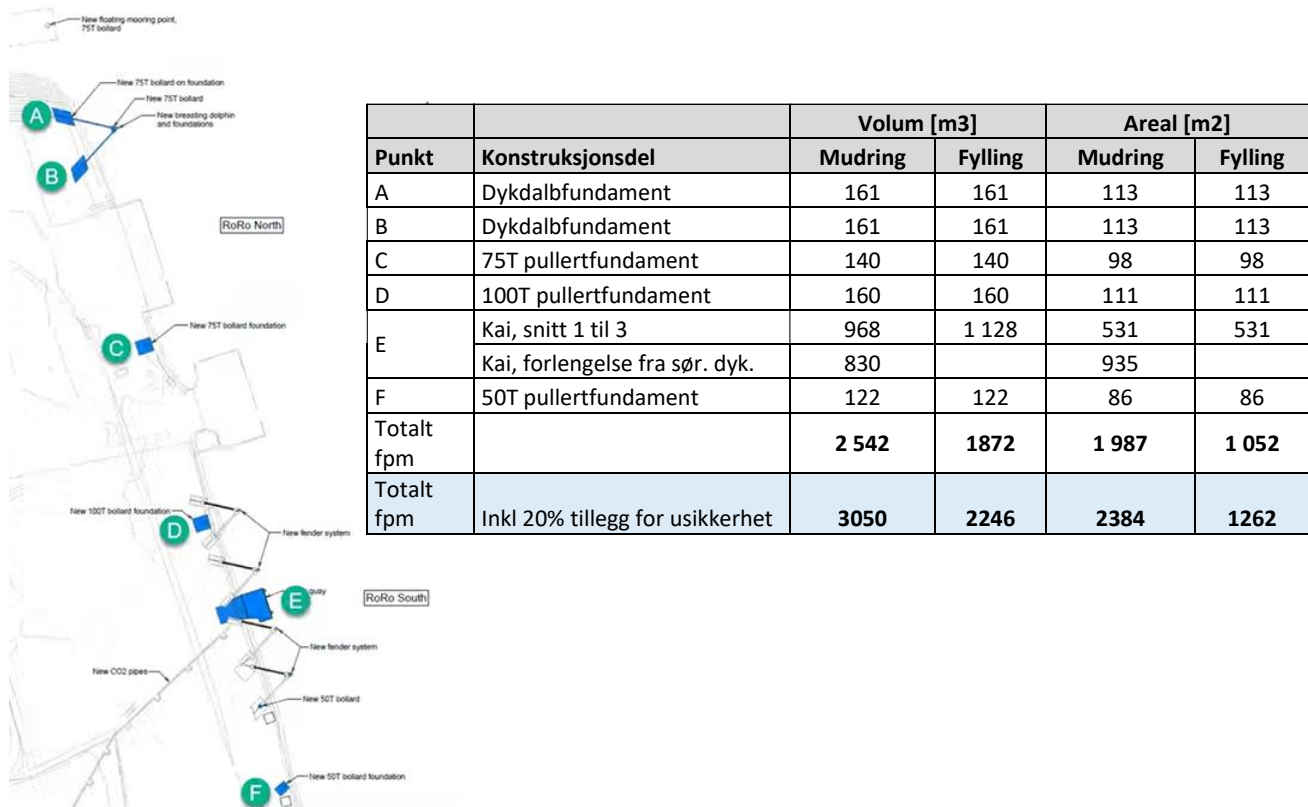 New floating mooring point,
75T bollard
New 75T bollard on foundation
New 75T bollard
New breasting dolphin
and foundations
A
B
RoRo North
New 75T bollard foundation
C
New 100T bollard foundation
D
New fender system
E
quay
RoRo South
New fender system
New CO2 pipes
New 50T bollard
New 50T bollard foundation
F
Volum [m3] Areal [m2]
Punkt Konstruksjonsdel Mudring Fylling Mudring Fylling
A Dykdalbfundament 161 161 113 113
B Dykdalbfundament 161 161 113 113
C 75T pullertfundament 140 140 98 98
D 100T pullertfundament 160 160 111 111
E Kai, snitt 1 til 3 968 1 128 531 531
Kai, forlengelse fra sør. dyk. 830 935
F 50T pullertfundament 122 122 86 86
Totalt
fpm 2 542 1872 1 987 1 052
Totalt
fpm Inkl 20% tillegg for usikkerhet 3050 2246 2384 1262